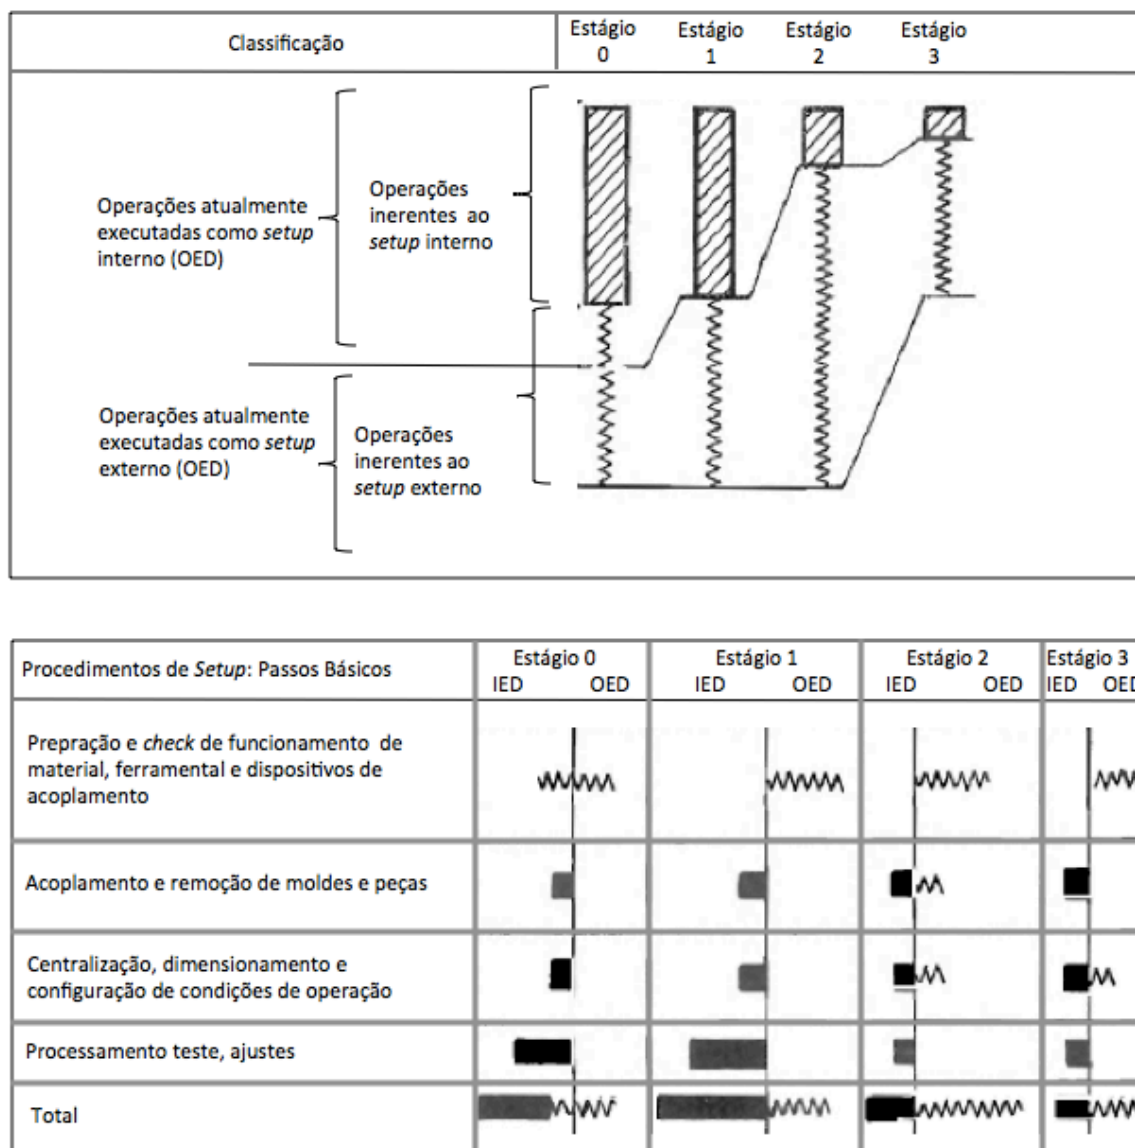 Classificação
Estágio
0
Estágio
1
Estágio
2
Estágio
3
Operações atualmente
executadas como setup
interno (OED)
Operações
inerentes ao
setup interno
Operações atualmente
executadas como setup
externo (OED)
Operações
inerentes ao
setup externo
Procedimentos de Setup: Passos Básicos
Estágio 0
IED OED
Estágio 1
IED OED
Estágio 2
IED OED
Estágio 3
IED OED
Prepração e check de funcionamento de
material, ferramental e dispositivos de
acoplamento
Acoplamento e remoção de moldes e peças
Centralização, dimensionamento e
configuração de condições de operação
Processamento teste, ajustes
Total